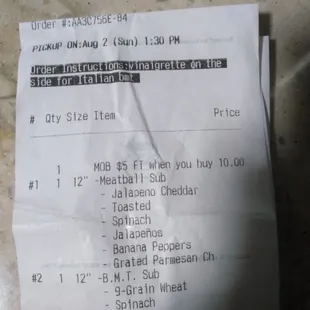 Order #:AA3C756E-B4
PICKUP ON:Aug 2 (Sun) 1:30 PM
Order Instructions:vinaigrette on the
side for Italian bmt
# Qty Size Item Price
1 MOB $5 FT when you buy 10.00
#1 1 12" -Meatball Sub
- Jalapeno Cheddar
- Toasted
- Spinach
- Jalapeños
- Banana Peppers
- Grated Parmesan Ch
#2 1 12" -B.M.T. Sub
- 9-Grain Wheat
- Spinach